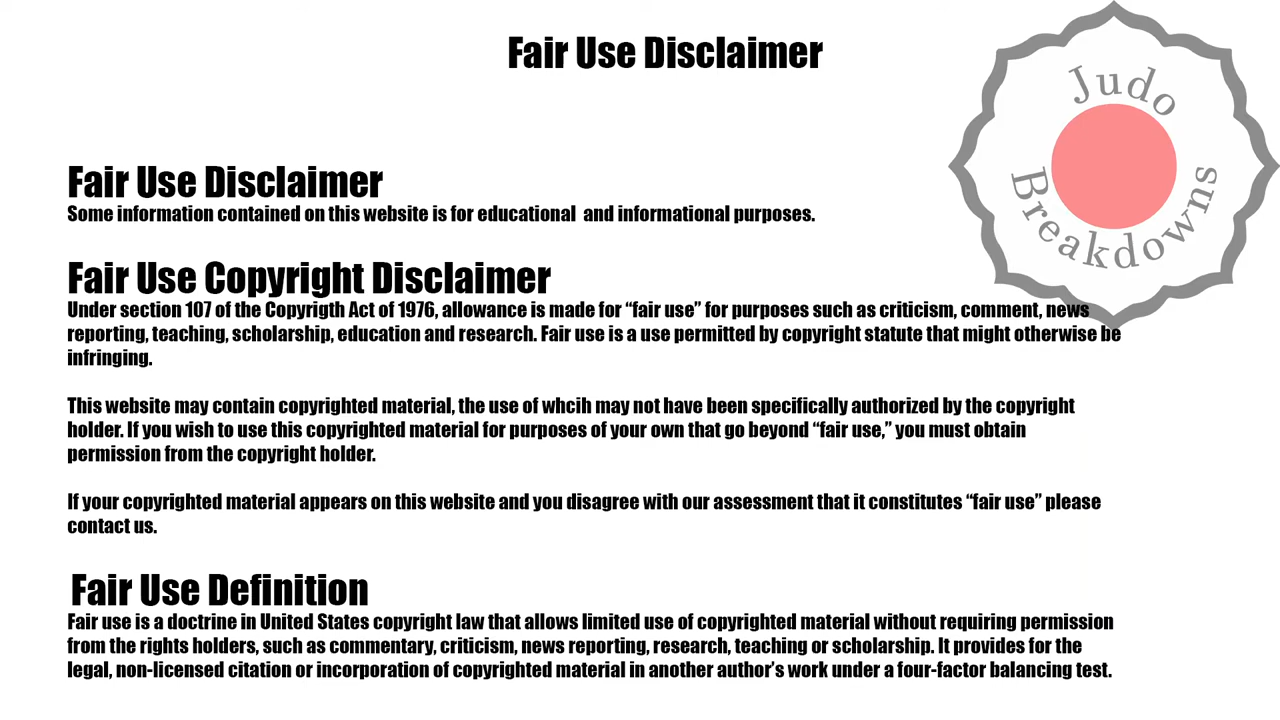 Fair Use Disclaimer
Judo
Breakdowns
Fair Use Disclaimer
Some information contained on this website is for educational  and informational purposes.
Fair Use Copyright Disclaimer
Under section 107 of the Copyrigth Act of 1976, allowance is made for “fair use” for purposes such as criticism, comment, news
reporting, teaching, scholarship, education and research. Fair use is a use permitted by copyright statute that might otherwise be
infringing.
This website may contain copyrighted material, the use of whcih may not have been specifically authorized by the copyright
holder. If you wish to use this copyrighted material for purposes of your own that go beyond “fair use,” you must obtain
permission from the copyright holder.
If your copyrighted material appears on this website and you disagree with our assessment that it constitutes “fair use” please
contact us.
Fair Use Definition
Fair use is a doctrine in United States copyright law that allows limited use of copyrighted material without requiring permission
from the rights holders, such as commentary, criticism, news reporting, research, teaching or scholarship. It provides for the
legal, non-licensed citation or incorporation of copyrighted material in another author’s work under a four-factor balancing test.